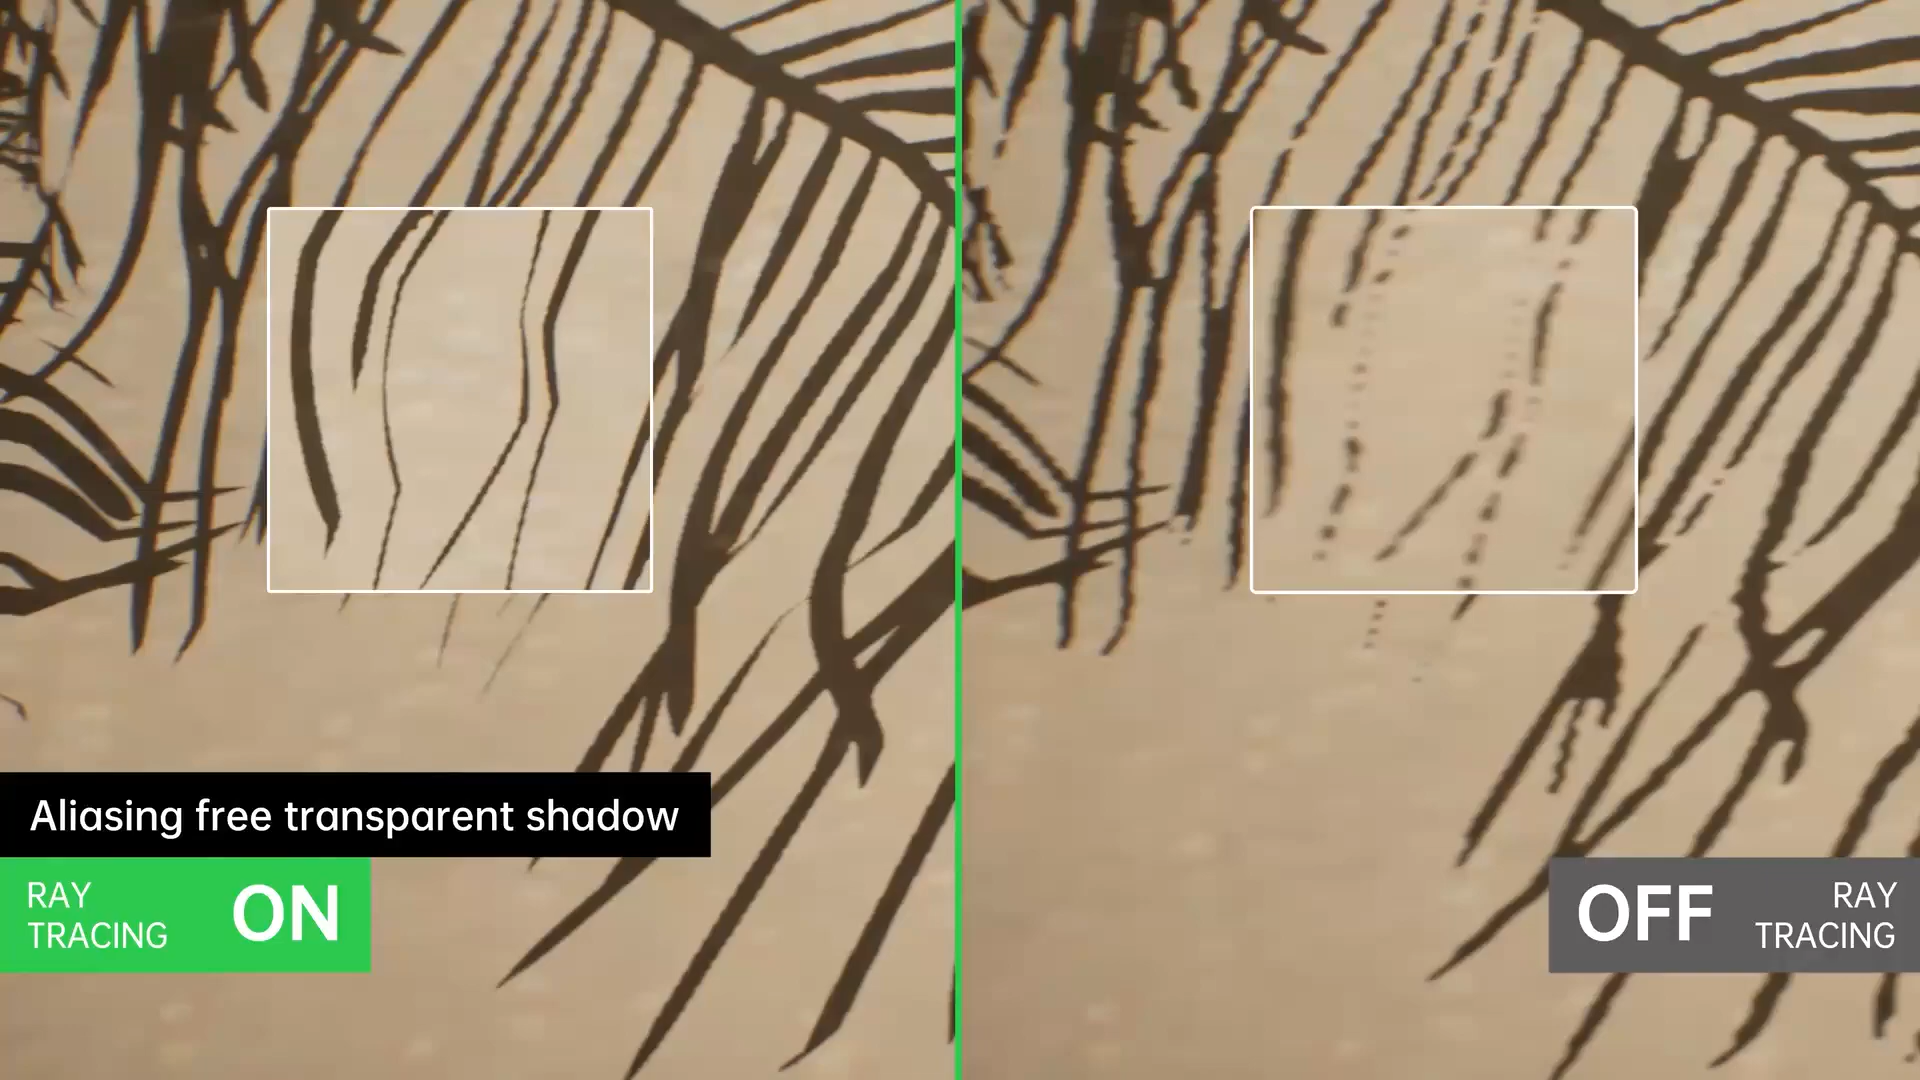 Aliasing free transparent shadow
RAY
TRACING
ON
OFF
RAY
TRACING